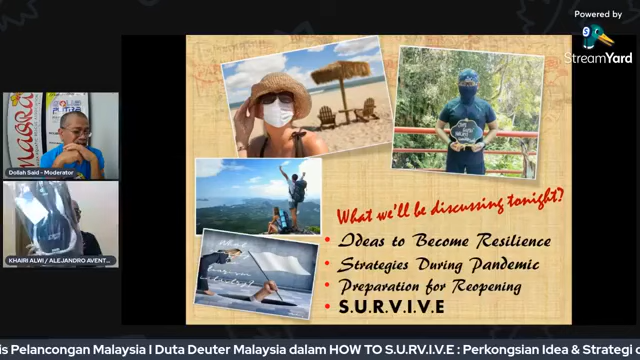 Powered by
StreamYard
Dollah Said - Moderator
KHAIRI ALWI / ALEJANDRO AVENT...
What we'll be discussing tonight?
• Ideas to Become Resilience
• Strategies During Pandemic
• Preparation for Reopening
• S.U.R.V.I.V.E
is Pelancongan Malaysia I Duta Deuter Malaysia dalam HOW TO S.U.RV.I.V.E : Perkongsian Idea & Strategi